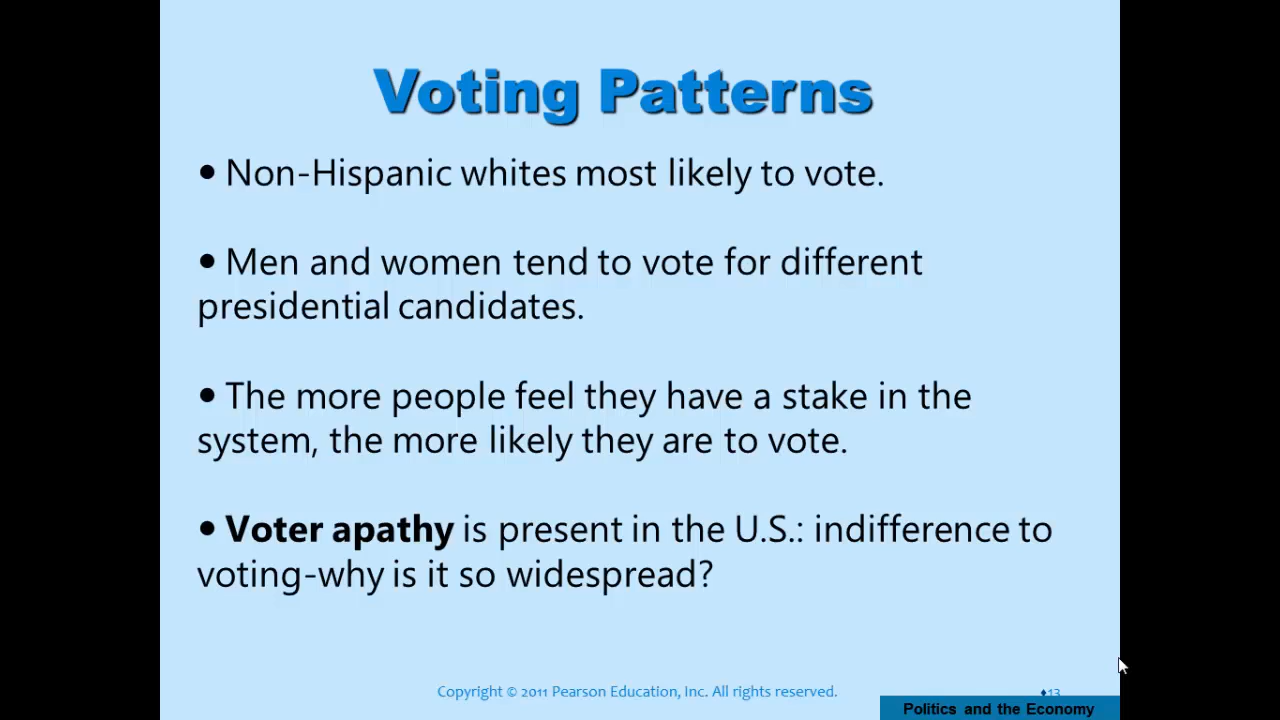 Voting Patterns
• Non-Hispanic whites most likely to vote.
• Men and women tend to vote for different
presidential candidates.
• The more people feel they have a stake in the
system, the more likely they are to vote.
• Voter apathy is present in the U.S.: indifference to
voting-why is it so widespread?
Copyright © 2011 Pearson Education, Inc. All rights reserved.
♦13
Politics and the Economy